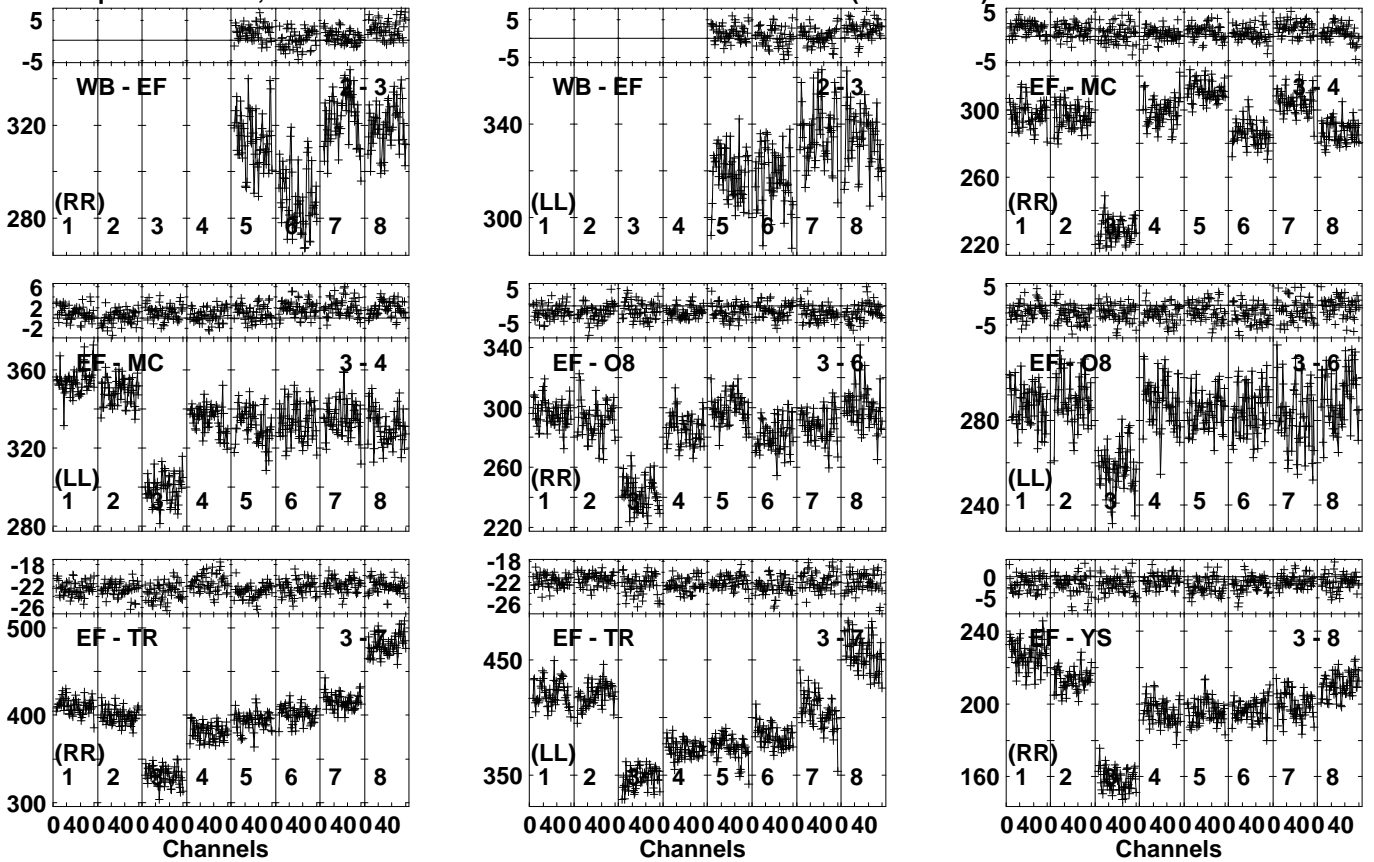 5
-5
WB - EF 2 - 3
320
280
(RR)
1 2 3 4 5 6 7 8
5
-5
WB - EF 2 - 3
340
300
(LL)
1 2 3 4 5 6 7 8
5
-5
EF - MC 3 - 4
300
260
220
(RR)
1 2 3 4 5 6 7 8
6
2
-2
EF - MC 3 - 4
360
320
280
(LL)
1 2 3 4 5 6 7 8
5
-5
EF - O8 3 - 6
340
300
260
220
(RR)
1 2 3 4 5 6 7 8
5
-5
EF - O8 3 - 6
280
240
(LL)
1 2 3 4 5 6 7 8
-18
-22
-26
EF - TR 3 - 7
500
400
300
(RR)
1 2 3 4 5 6 7 8
0 40 0 40 0 40 0 40 0 40 0 40 0 40 0 40
Channels
-18
-22
-26
EF - TR 3 - 7
450
350
(LL)
1 2 3 4 5 6 7 8
0 40 0 40 0 40 0 40 0 40 0 40 0 40 0 40
Channels
0
-5
EF - YS 3 - 8
240
200
160
(RR)
1 2 3 4 5 6 7 8
0 40 0 40 0 40 0 40 0 40 0 40 0 40 0 40
Channels